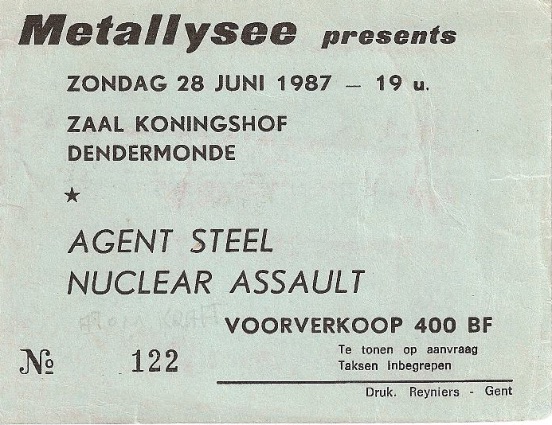 Metallysee presents
ZONDAG 28 JUNI 1987 — 19 u.
ZAAL KONINGSHOF
DENDERMONDE
★
AGENT STEEL
NUCLEAR ASSAULT
VOORVERKOOP 400 BF
№ 122
Te tonen op aanvraag
Taksen inbegrepen
Druk. Reyniers - Gent